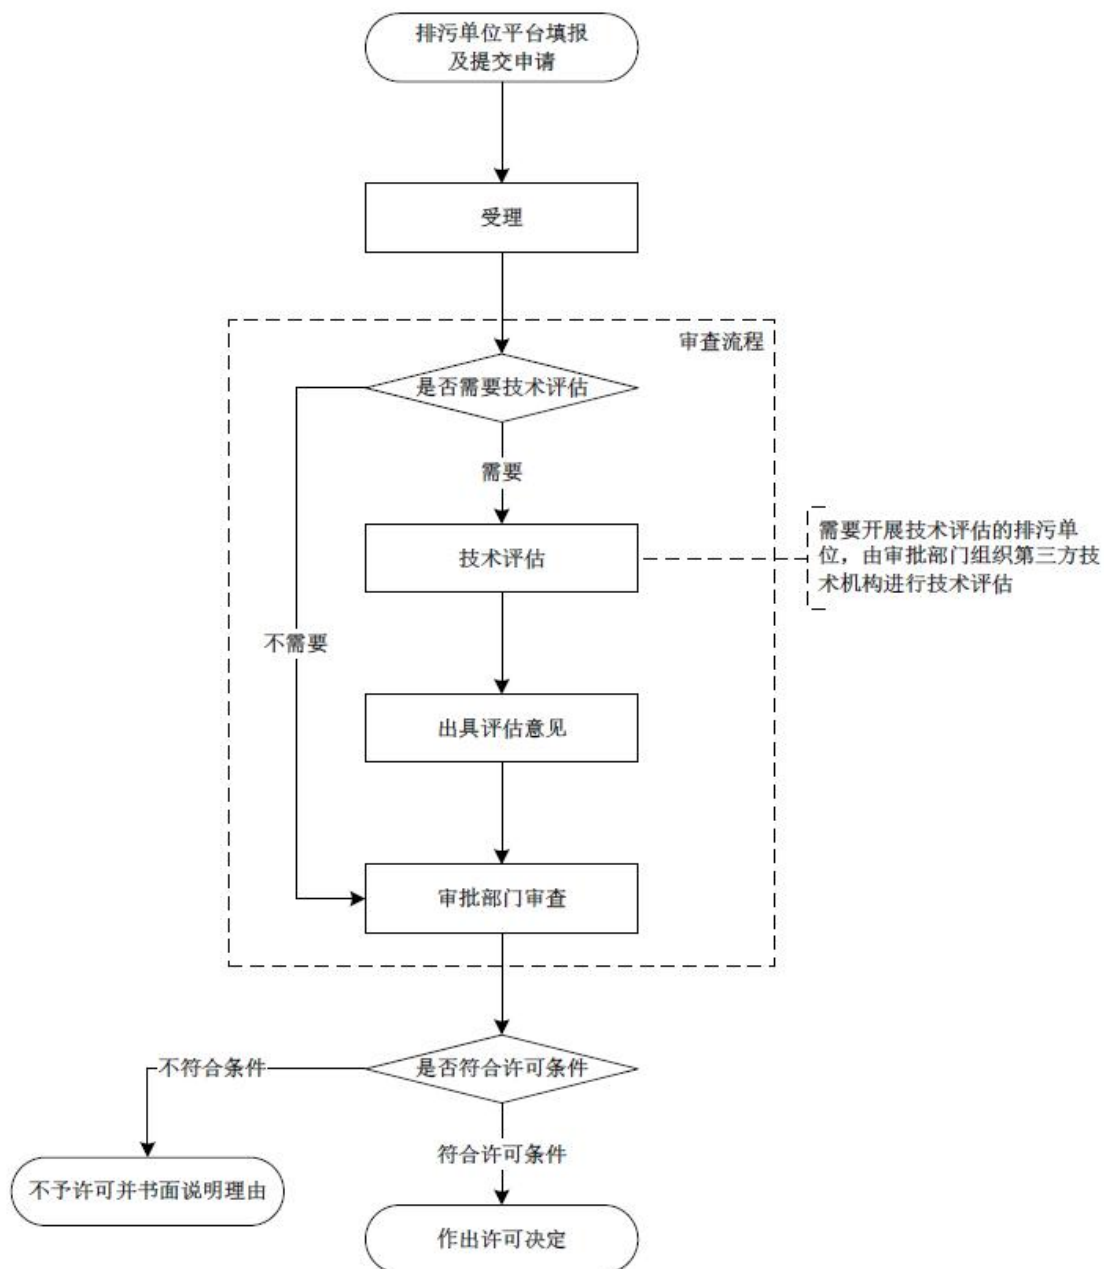 排污单位平台填报
及提交申请
受理
审查流程
是否需要技术评估
需要
技术评估
需要开展技术评估的排污单
位，由审批部门组织第三方技
术机构进行技术评估
不需要
出具评估意见
审批部门审查
是否符合许可条件
不符合条件
符合许可条件
不予许可并书面说明理由
作出许可决定